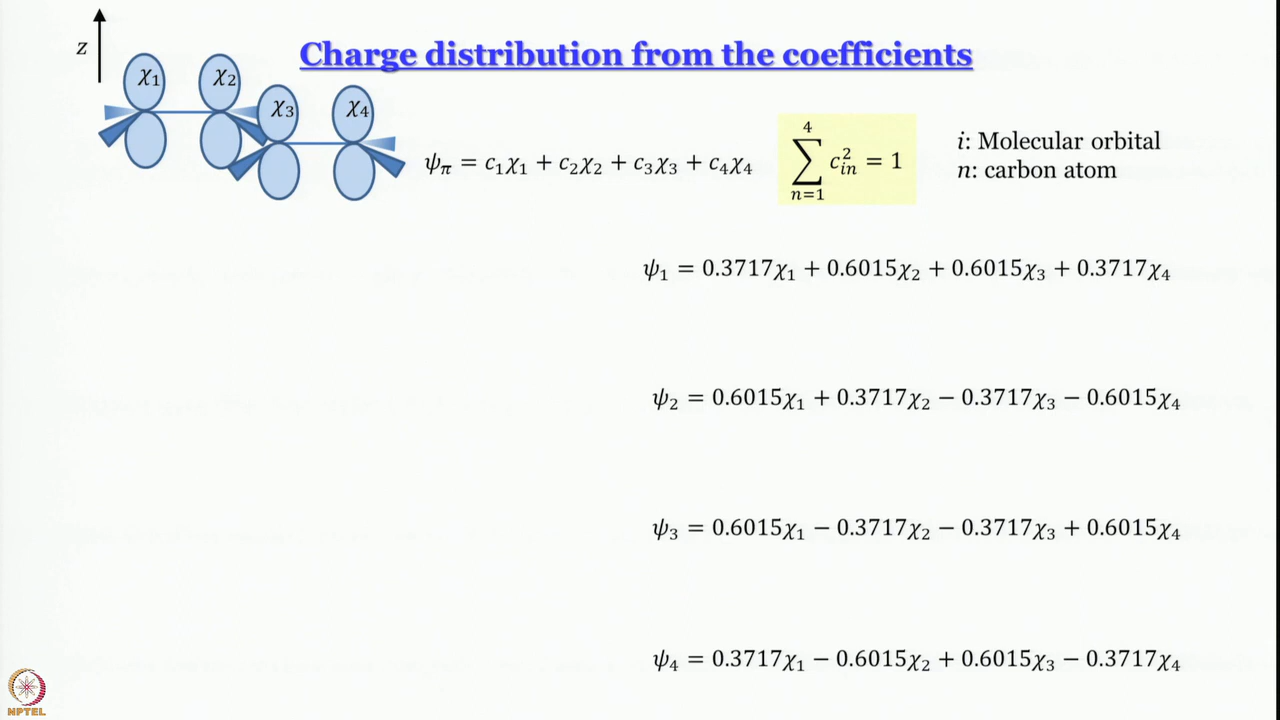 Charge distribution from the coefficients
z
χ₁ χ₂
χ₃ χ₄
ψ_π = c₁χ₁ + c₂χ₂ + c₃χ₃ + c₄χ₄
4
∑ c²ᵢₙ = 1
n=1
i: Molecular orbital
n: carbon atom
ψ₁ = 0.3717χ₁ + 0.6015χ₂ + 0.6015χ₃ + 0.3717χ₄
ψ₂ = 0.6015χ₁ + 0.3717χ₂ − 0.3717χ₃ − 0.6015χ₄
ψ₃ = 0.6015χ₁ − 0.3717χ₂ − 0.3717χ₃ + 0.6015χ₄
ψ₄ = 0.3717χ₁ − 0.6015χ₂ + 0.6015χ₃ − 0.3717χ₄
NPTEL